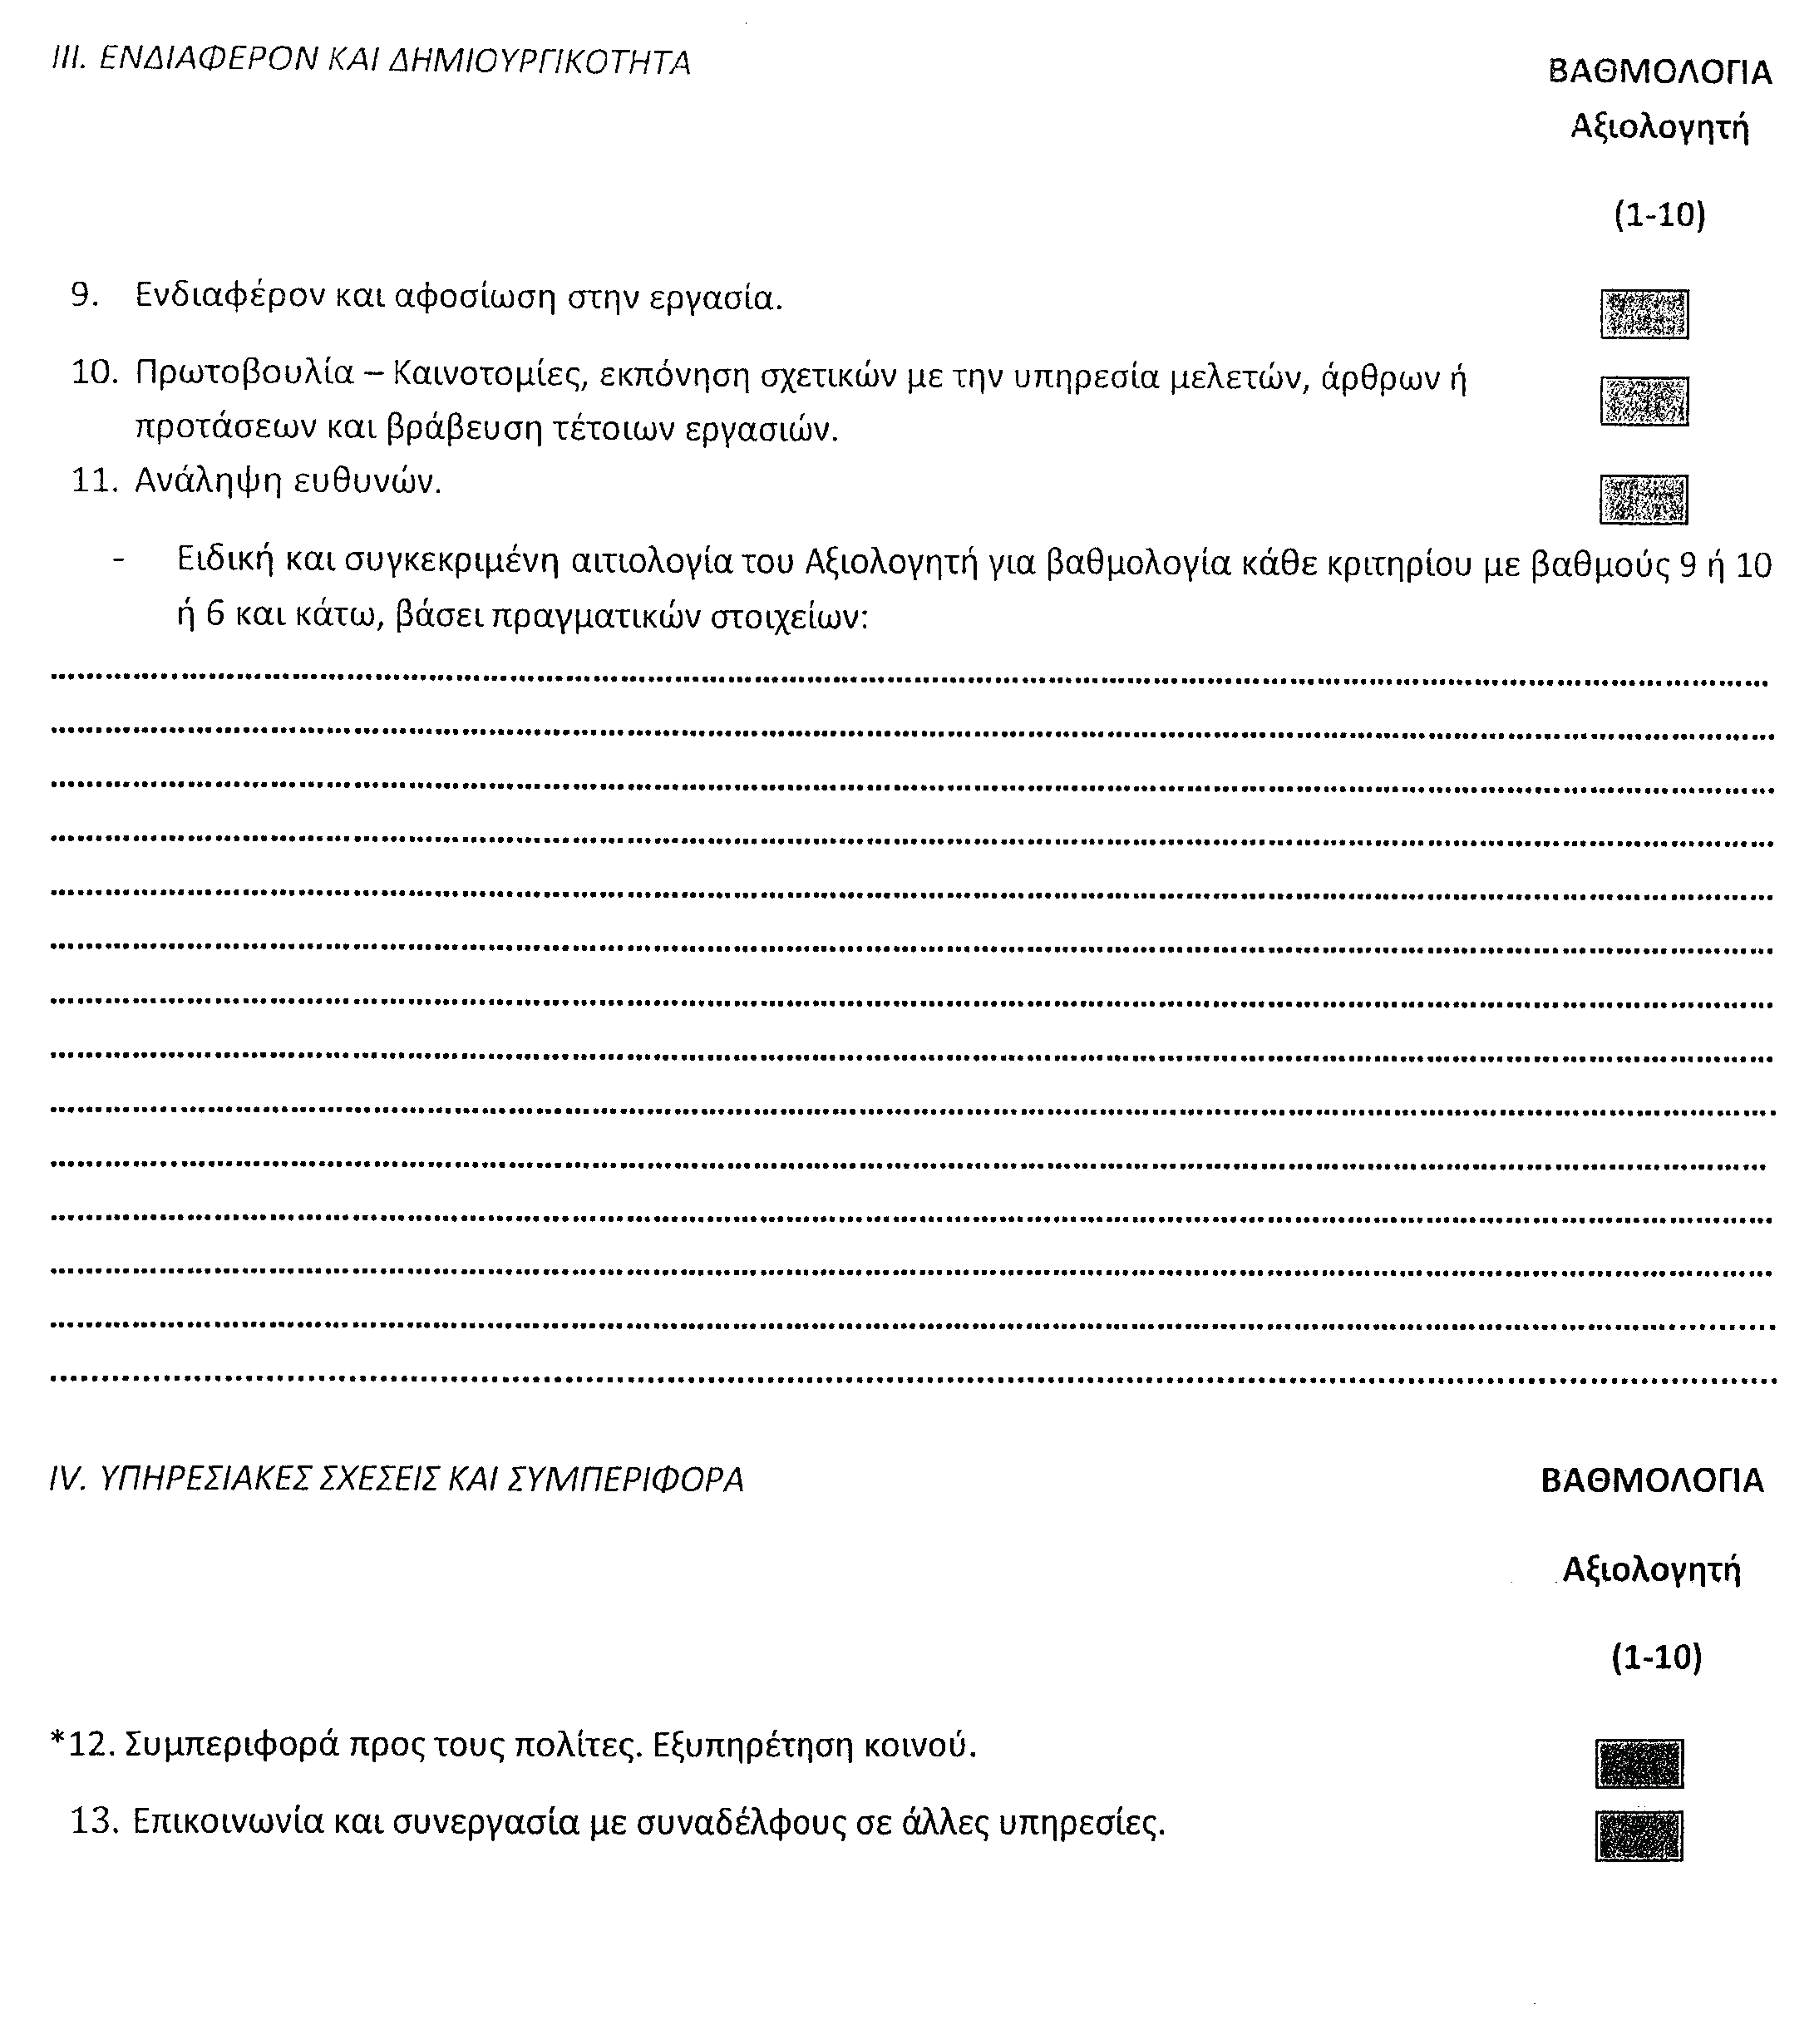 III. ΕΝΔΙΑΦΕΡΟΝ ΚΑΙ ΔΗΜΙΟΥΡΓΙΚΟΤΗΤΑ
ΒΑΘΜΟΛΟΓΙΑ
Αξιολογητή
(1-10)
9. Ενδιαφέρον και αφοσίωση στην εργασία.
10. Πρωτοβουλία – Καινοτομίες, εκπόνηση σχετικών με την υπηρεσία μελετών, άρθρων ή
προτάσεων και βράβευση τέτοιων εργασιών.
11. Ανάληψη ευθυνών.
- Ειδική και συγκεκριμένη αιτιολογία του Αξιολογητή για βαθμολογία κάθε κριτηρίου με βαθμούς 9 ή 10
ή 6 και κάτω, βάσει πραγματικών στοιχείων:
IV. ΥΠΗΡΕΣΙΑΚΕΣ ΣΧΕΣΕΙΣ ΚΑΙ ΣΥΜΠΕΡΙΦΟΡΑ
ΒΑΘΜΟΛΟΓΙΑ
Αξιολογητή
(1-10)
*12. Συμπεριφορά προς τους πολίτες. Εξυπηρέτηση κοινού.
13. Επικοινωνία και συνεργασία με συναδέλφους σε άλλες υπηρεσίες.